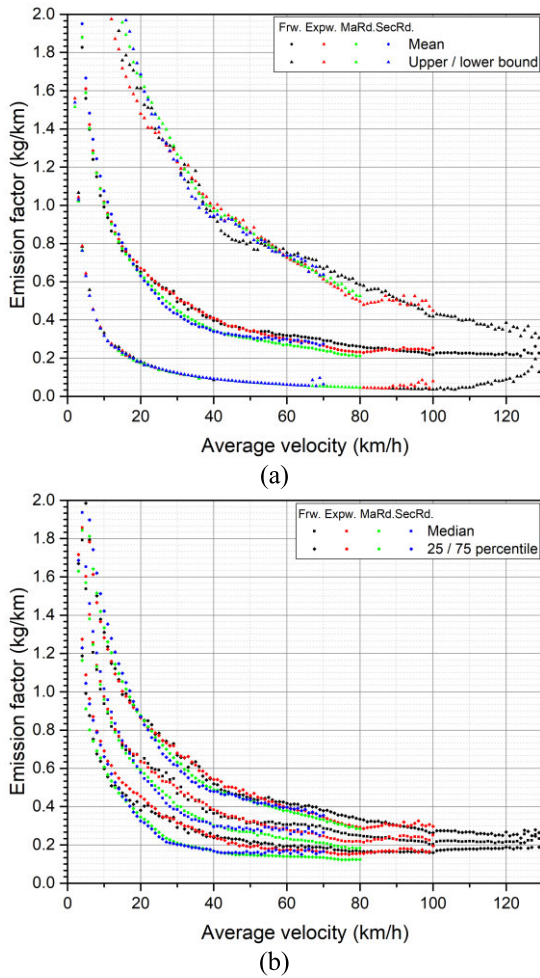 2.0
1.8
1.6
1.4
1.2
1.0
0.8
0.6
0.4
0.2
0.0
Emission factor (kg/km)
Frw. Expw. MaRd.SecRd.
Mean
Upper / lower bound
0 20 40 60 80 100 120
Average velocity (km/h)
(a)
2.0
1.8
1.6
1.4
1.2
1.0
0.8
0.6
0.4
0.2
0.0
Emission factor (kg/km)
Frw. Expw. MaRd.SecRd.
Median
25 / 75 percentile
0 20 40 60 80 100 120
Average velocity (km/h)
(b)